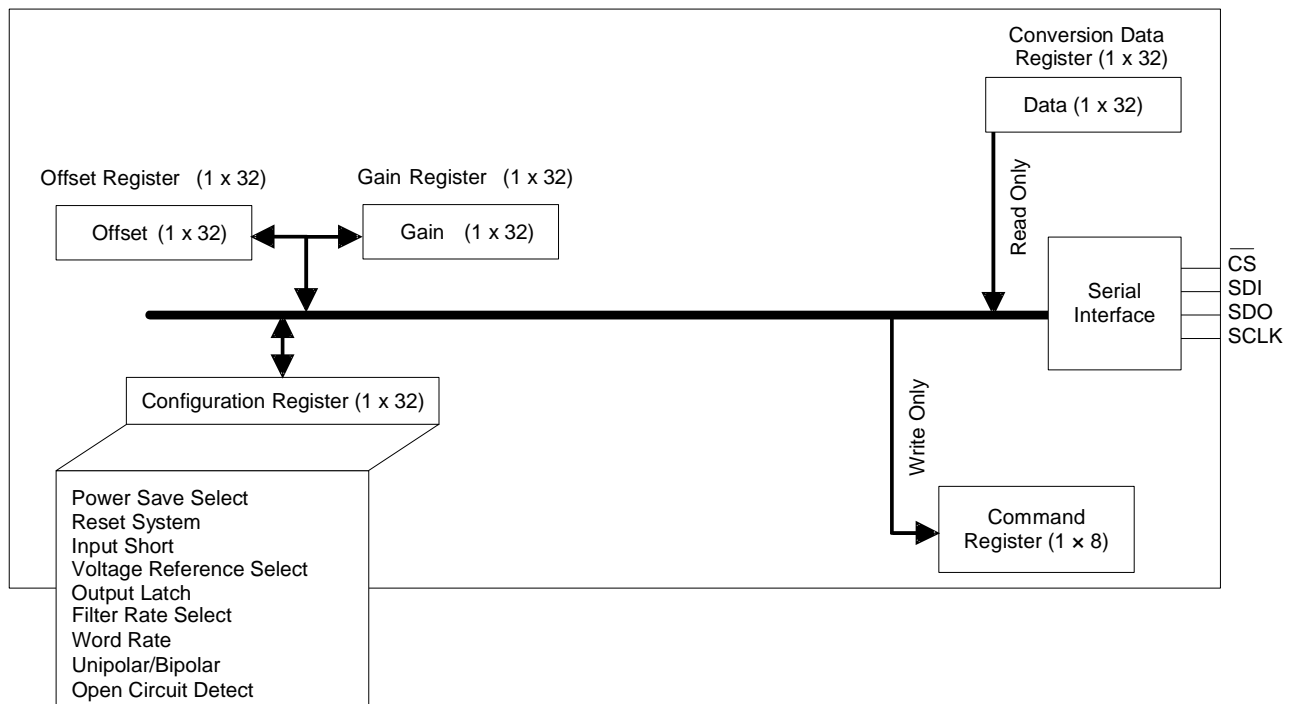 Conversion Data
Register (1 x 32)
Data (1 x 32)
Offset Register (1 x 32)
Gain Register (1 x 32)
Offset (1 x 32)
Gain (1 x 32)
Read Only
Serial
Interface
CS
SDI
SDO
SCLK
Configuration Register (1 x 32)
Write Only
Command
Register (1 × 8)
Power Save Select
Reset System
Input Short
Voltage Reference Select
Output Latch
Filter Rate Select
Word Rate
Unipolar/Bipolar
Open Circuit Detect